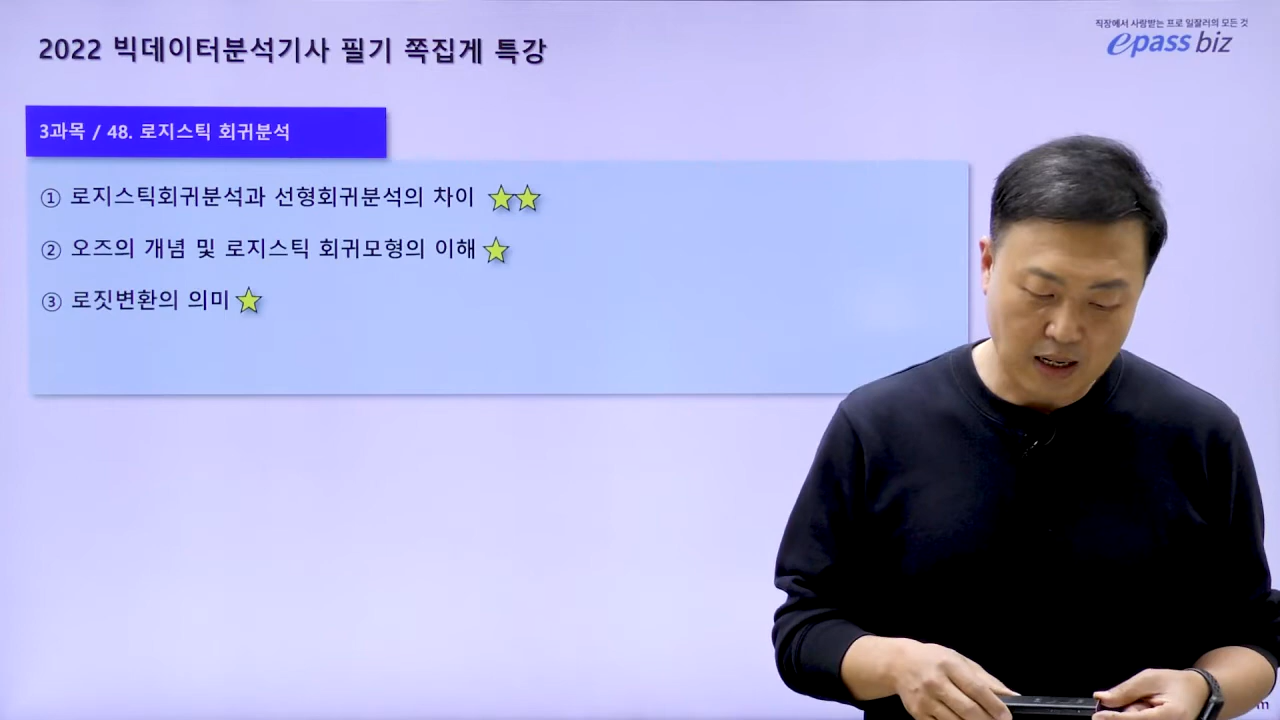 직장에서 사랑받는 프로 일잘러의 모든 것
epass biz
2022 빅데이터분석기사 필기 쪽집게 특강
3과목 / 48. 로지스틱 회귀분석
① 로지스틱회귀분석과 선형회귀분석의 차이 ★★
② 오즈의 개념 및 로지스틱 회귀모형의 이해 ★
③ 로짓변환의 의미 ★